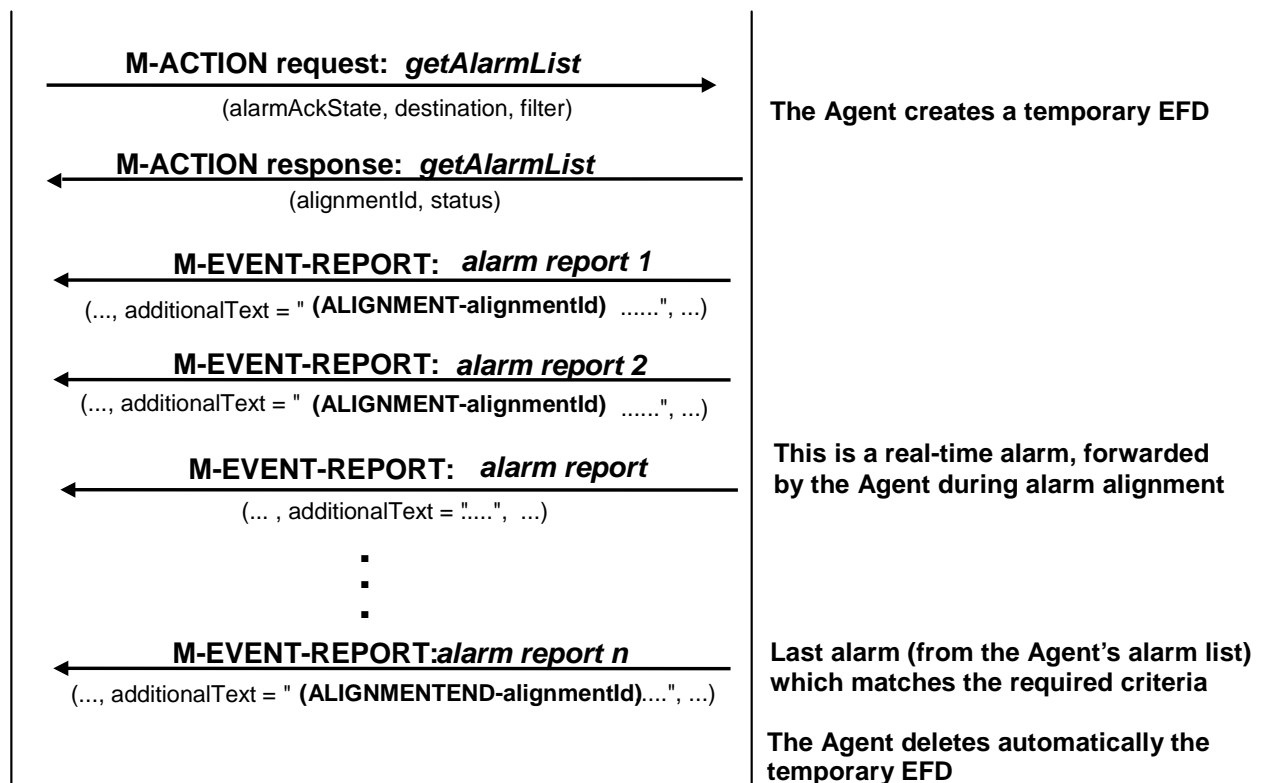 M-ACTION request: getAlarmList
(alarmAckState, destination, filter)
The Agent creates a temporary EFD
M-ACTION response: getAlarmList
(alignmentId, status)
M-EVENT-REPORT: alarm report 1
(..., additionalText = " (ALIGNMENT-alignmentId) ......", ...)
M-EVENT-REPORT: alarm report 2
(..., additionalText = " (ALIGNMENT-alignmentId) ......", ...)
M-EVENT-REPORT: alarm report
(... , additionalText = ".....", ...)
This is a real-time alarm, forwarded
by the Agent during alarm alignment
M-EVENT-REPORT:alarm report n
(..., additionalText = " (ALIGNMENTEND-alignmentId)....", ...)
Last alarm (from the Agent's alarm list)
which matches the required criteria
The Agent deletes automatically the
temporary EFD